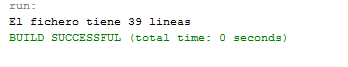 run:
El fichero tiene 39 lineas
BUILD SUCCESSFUL (total time: 0 seconds)